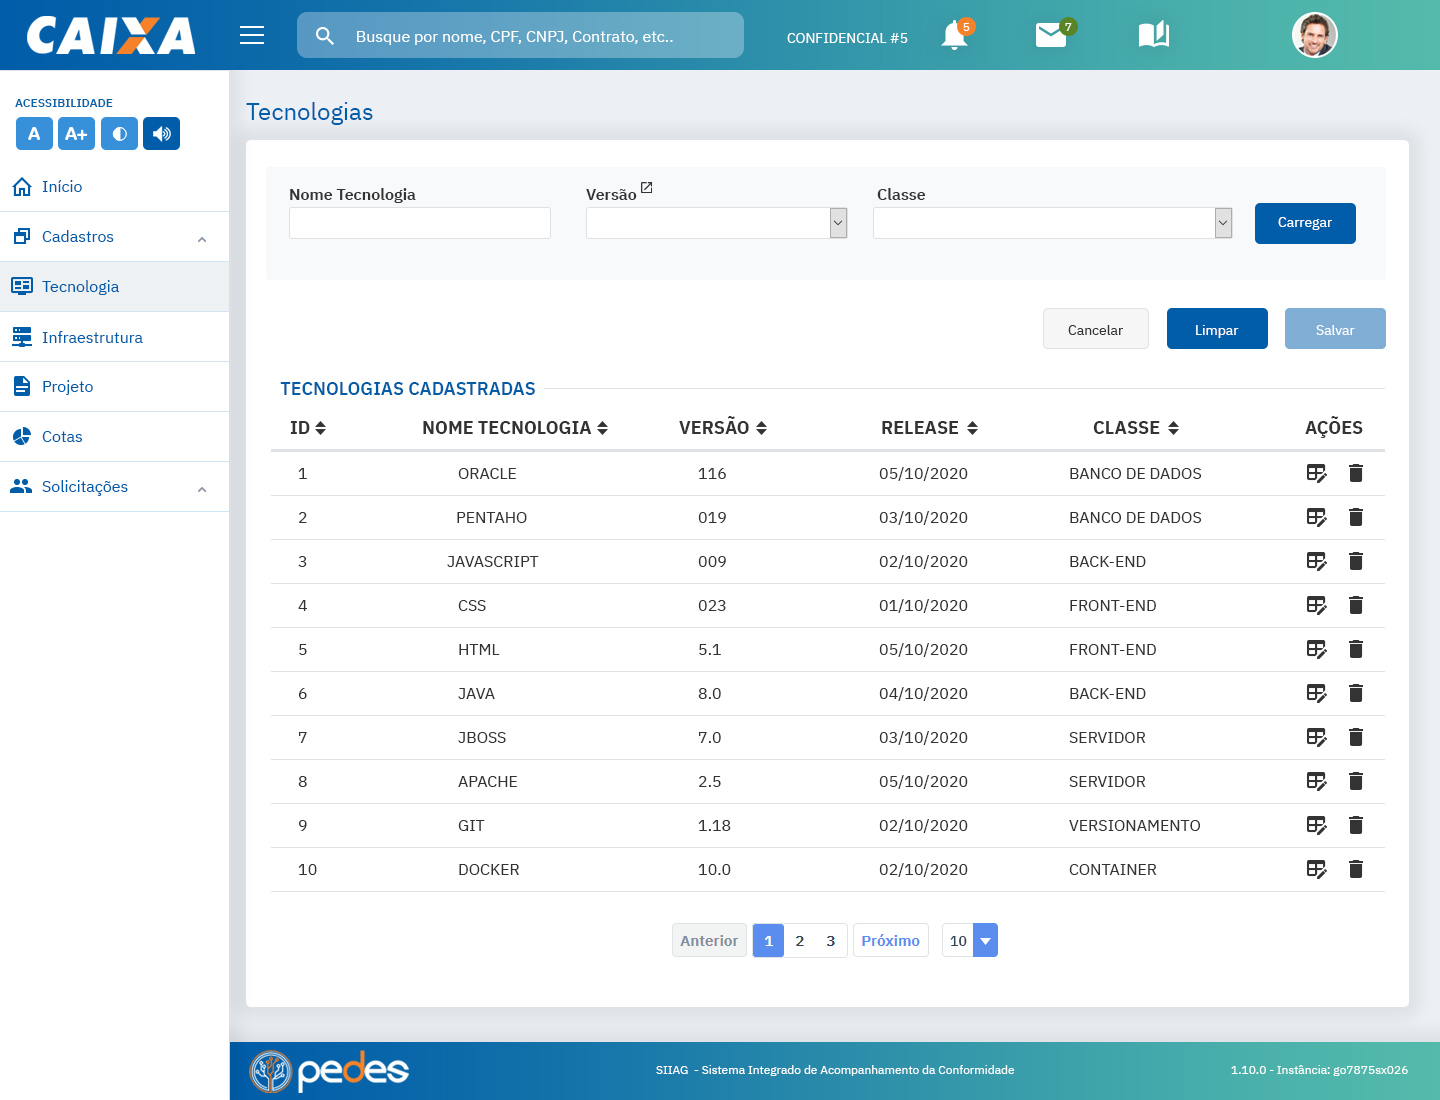 CAIXA
Busque por nome, CPF, CNPJ, Contrato, etc..
CONFIDENCIAL #5
5
7
ACESSIBILIDADE
A A+
Início
Cadastros
Tecnologia
Infraestrutura
Projeto
Cotas
Solicitações
Tecnologias
Nome Tecnologia Versão Classe
Carregar
Cancelar Limpar Salvar
TECNOLOGIAS CADASTRADAS
ID NOME TECNOLOGIA VERSÃO RELEASE CLASSE AÇÕES
1 ORACLE 116 05/10/2020 BANCO DE DADOS
2 PENTAHO 019 03/10/2020 BANCO DE DADOS
3 JAVASCRIPT 009 02/10/2020 BACK-END
4 CSS 023 01/10/2020 FRONT-END
5 HTML 5.1 05/10/2020 FRONT-END
6 JAVA 8.0 04/10/2020 BACK-END
7 JBOSS 7.0 03/10/2020 SERVIDOR
8 APACHE 2.5 05/10/2020 SERVIDOR
9 GIT 1.18 02/10/2020 VERSIONAMENTO
10 DOCKER 10.0 02/10/2020 CONTAINER
Anterior 1 2 3 Próximo 10
pedes
SIIAG - Sistema Integrado de Acompanhamento da Conformidade
1.10.0 - Instância: go7875sx026